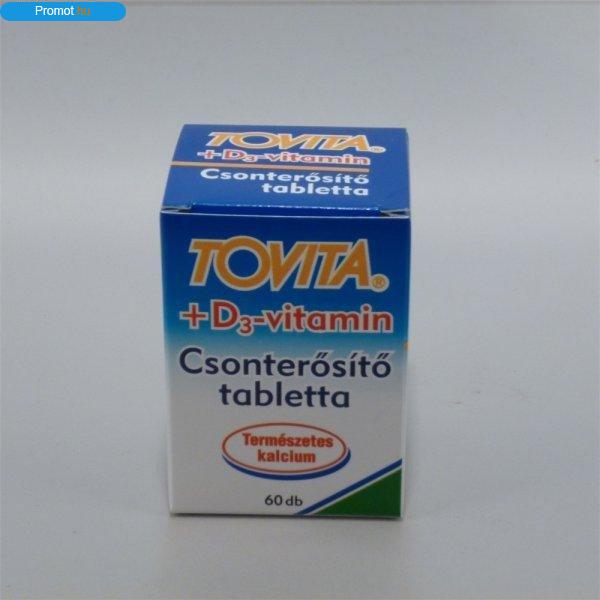 Promot.hu
TOVITA®
+D₃-vitamin
Csonterősítő
tabletta
TOVITA®
+D₃-vitamin
Csonterősítő
tabletta
Természetes
kalcium
60 db